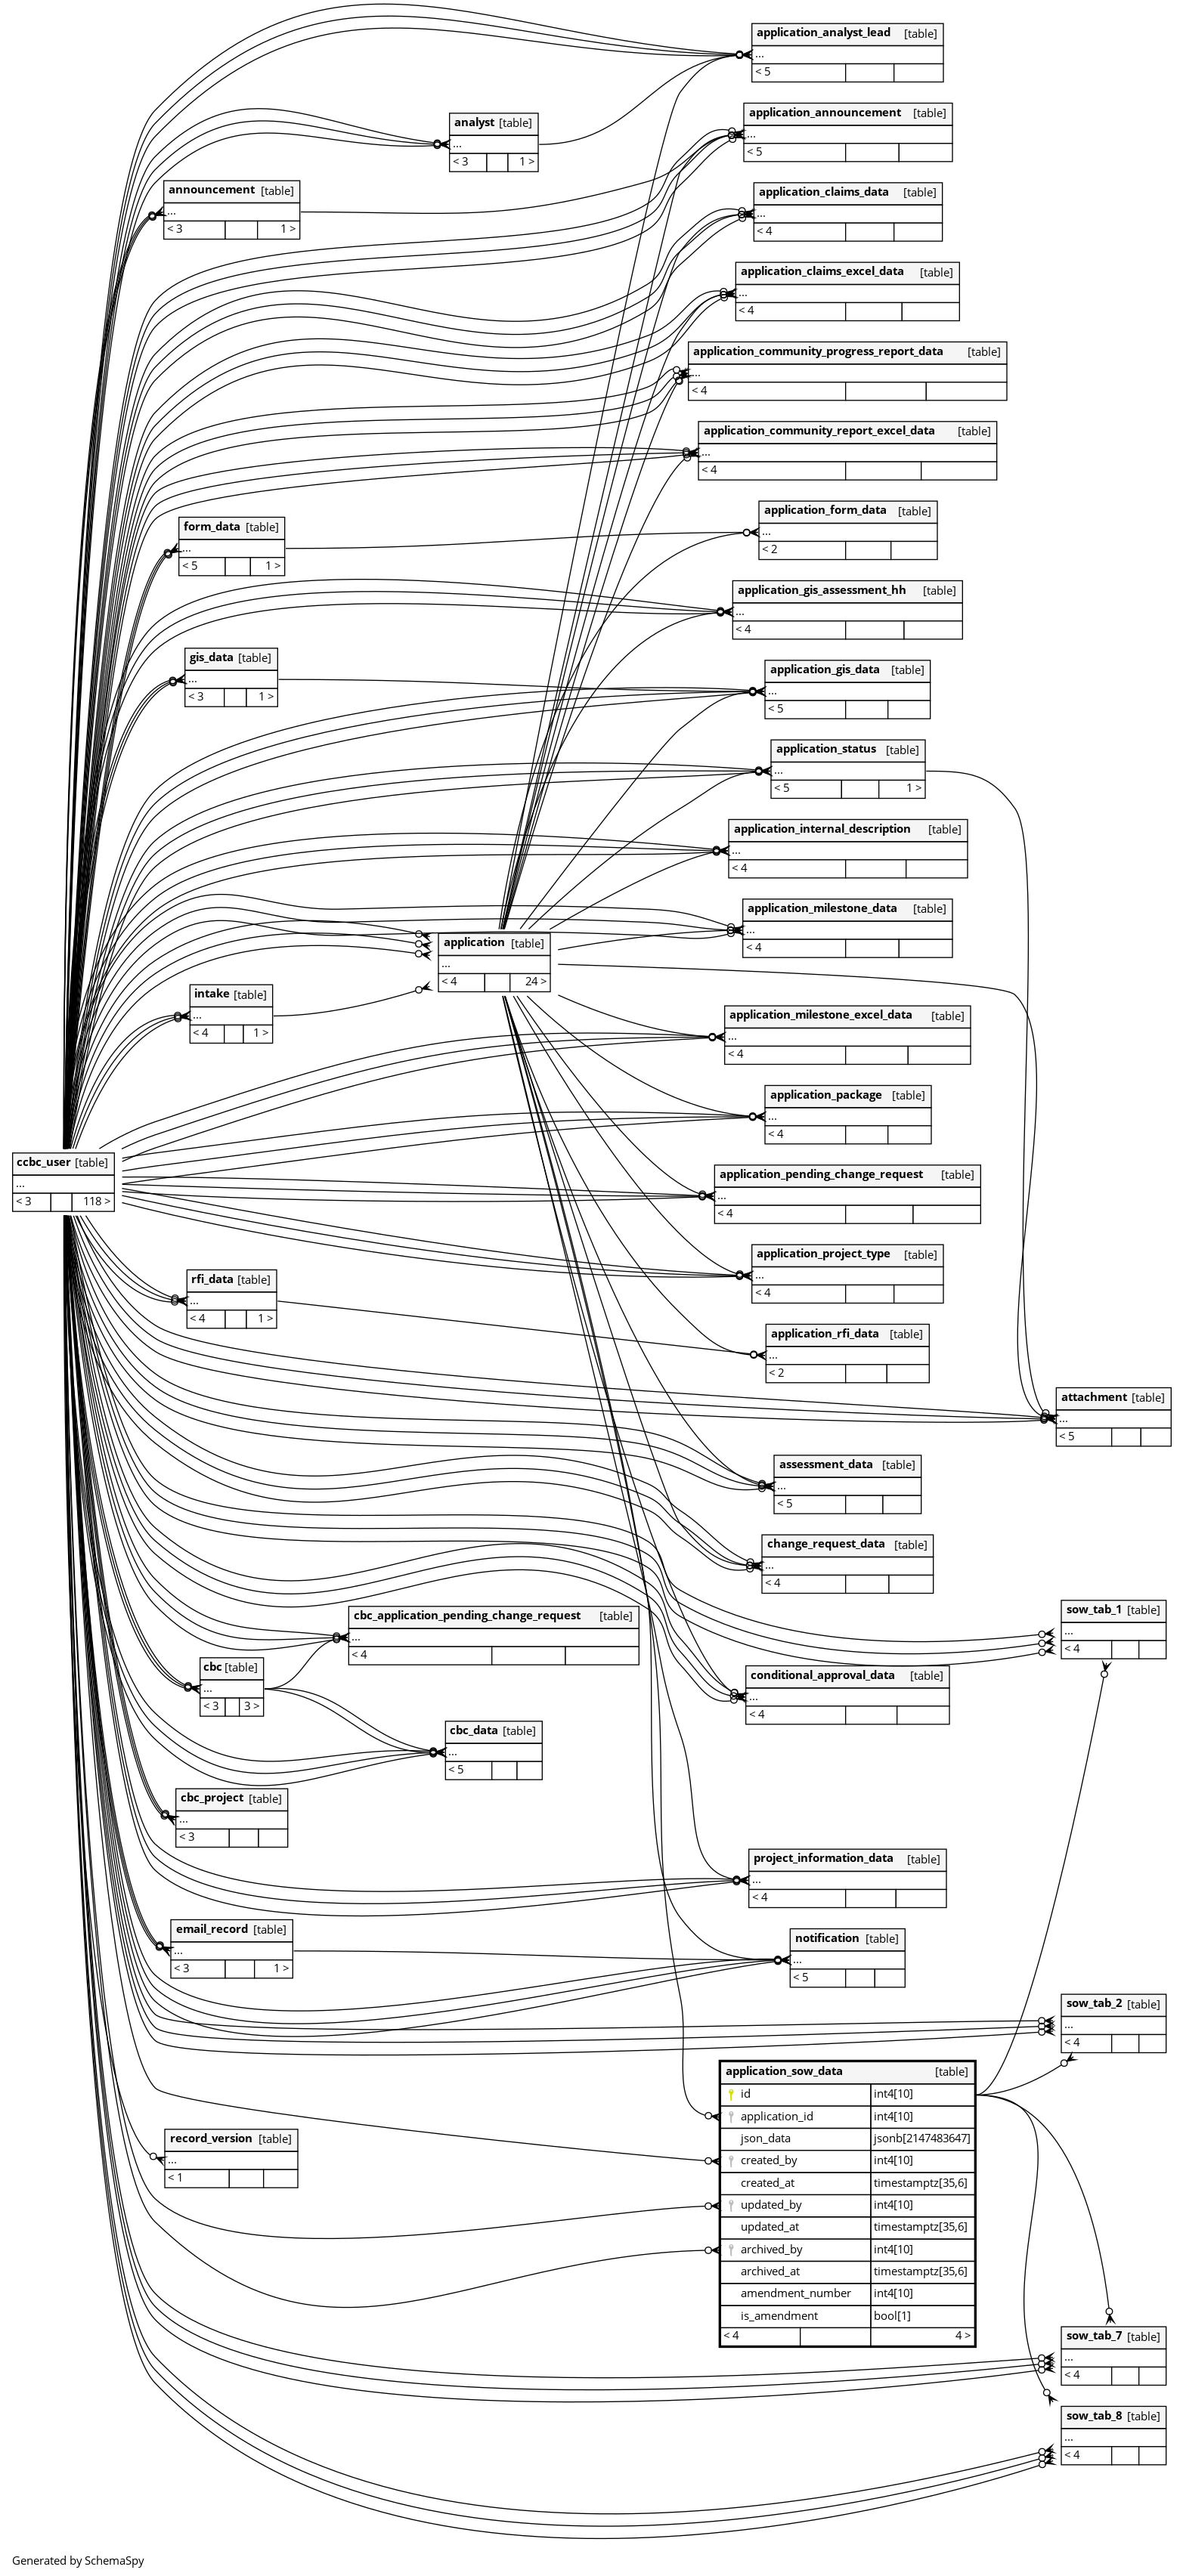 application_analyst_lead [table]
...
< 5
analyst [table]
...
< 3 1 >
application_announcement [table]
...
< 5
announcement [table]
...
< 3 1 >
application_claims_data [table]
...
< 4
application_claims_excel_data [table]
...
< 4
application_community_progress_report_data [table]
...
< 4
application_community_report_excel_data [table]
...
< 4
application_form_data [table]
...
< 2
form_data [table]
...
< 5 1 >
application_gis_assessment_hh [table]
...
< 4
gis_data [table]
...
< 3 1 >
application_gis_data [table]
...
< 5
application_status [table]
...
< 5 1 >
application_internal_description [table]
...
< 4
application_milestone_data [table]
...
< 4
application [table]
...
< 4 24 >
intake [table]
...
< 4 1 >
application_milestone_excel_data [table]
...
< 4
application_package [table]
...
< 4
ccbc_user [table]
...
< 3 118 >
application_pending_change_request [table]
...
< 4
application_project_type [table]
...
< 4
rfi_data [table]
...
< 4 1 >
application_rfi_data [table]
...
< 2
attachment [table]
...
< 5
assessment_data [table]
...
< 5
change_request_data [table]
...
< 4
sow_tab_1 [table]
...
< 4
cbc_application_pending_change_request [table]
...
< 4
cbc [table]
...
< 3 3 >
conditional_approval_data [table]
...
< 4
cbc_data [table]
...
< 5
cbc_project [table]
...
< 3
project_information_data [table]
...
< 4
email_record [table]
...
< 3 1 >
notification [table]
...
< 5
sow_tab_2 [table]
...
< 4
application_sow_data [table]
id int4[10]
application_id int4[10]
json_data jsonb[2147483647]
created_by int4[10]
created_at timestamptz[35,6]
updated_by int4[10]
updated_at timestamptz[35,6]
archived_by int4[10]
archived_at timestamptz[35,6]
amendment_number int4[10]
is_amendment bool[1]
< 4 4 >
record_version [table]
...
< 1
sow_tab_7 [table]
...
< 4
sow_tab_8 [table]
...
< 4
Generated by SchemaSpy